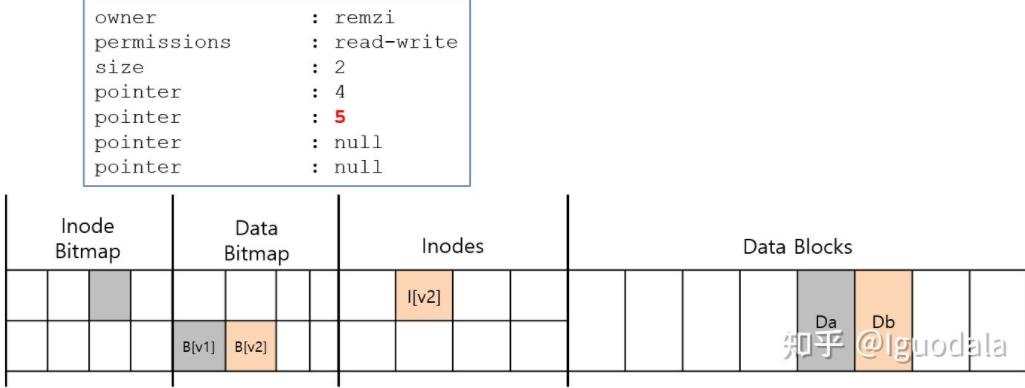 owner : remzi
permissions : read-write
size : 2
pointer : 4
pointer : 5
pointer : null
pointer : null
Inode
Bitmap
Data
Bitmap
Inodes
Data Blocks
I[v2]
B[v1]
B[v2]
Da
Db
知乎 @Iguodala